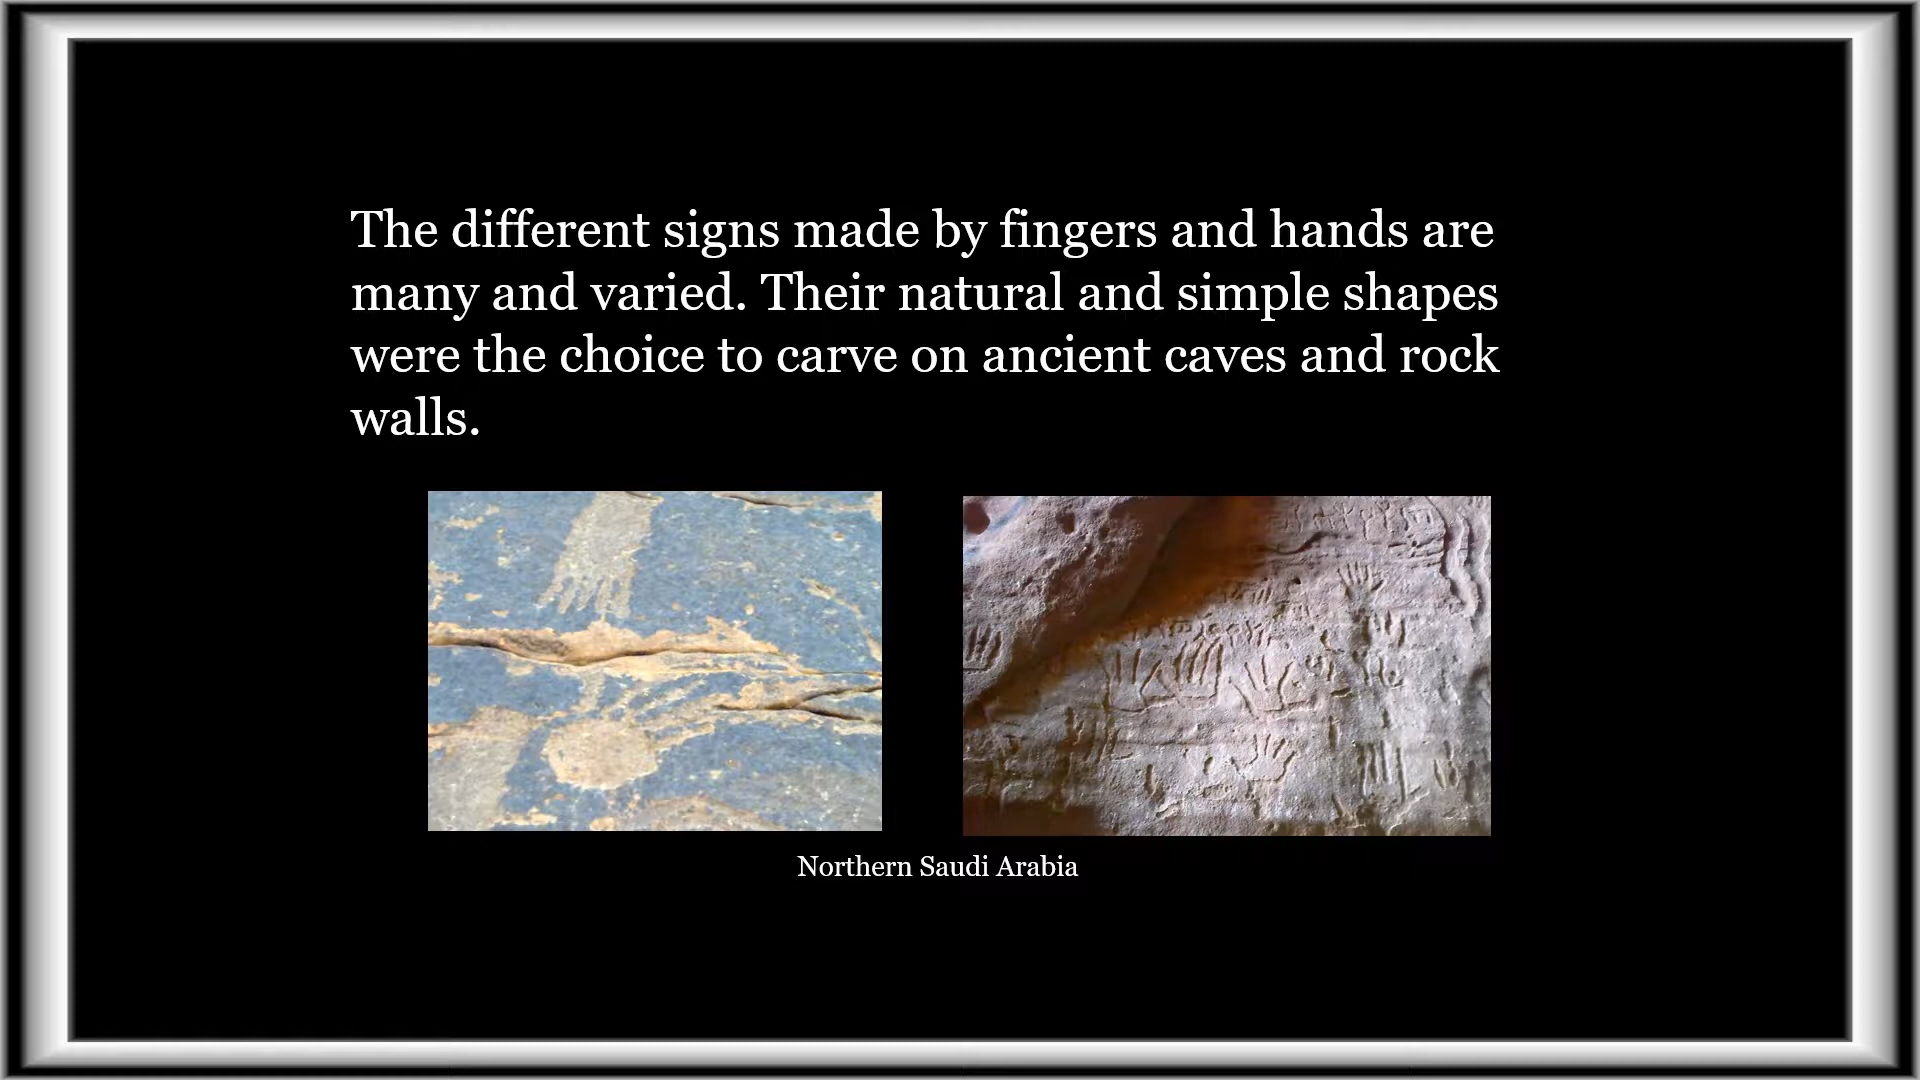 The different signs made by fingers and hands are
many and varied. Their natural and simple shapes
were the choice to carve on ancient caves and rock
walls.
Northern Saudi Arabia